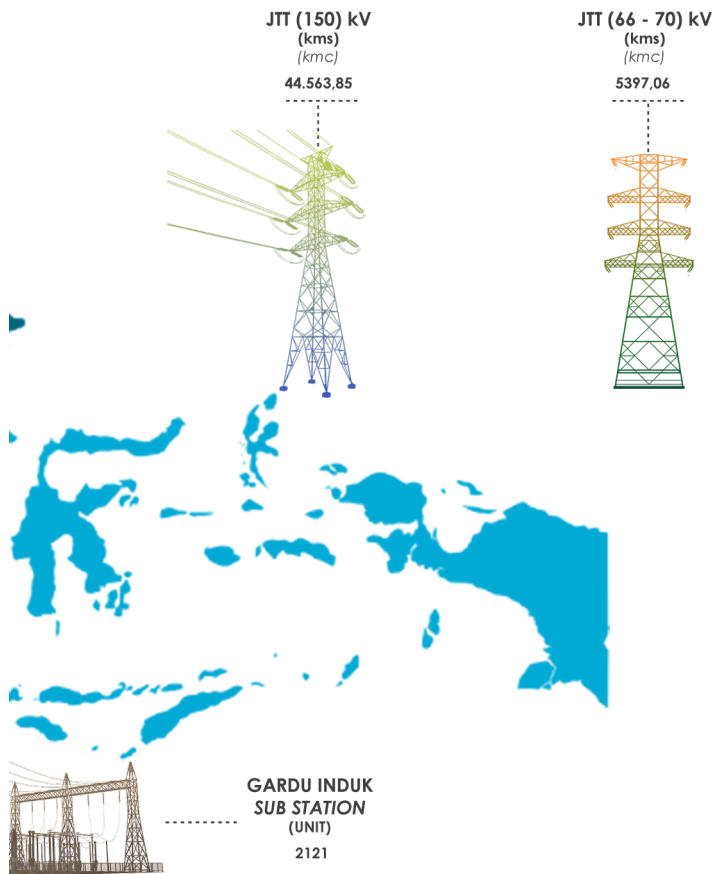 JTT (150) kV
(kms)
(kmc)
44.563,85
JTT (66 - 70) kV
(kms)
(kmc)
5397,06
GARDU INDUK
SUB STATION
(UNIT)
2121